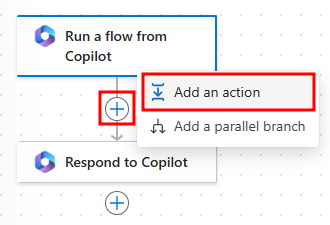 Run a flow from
Copilot
Add an action
Add a parallel branch
Respond to Copilot